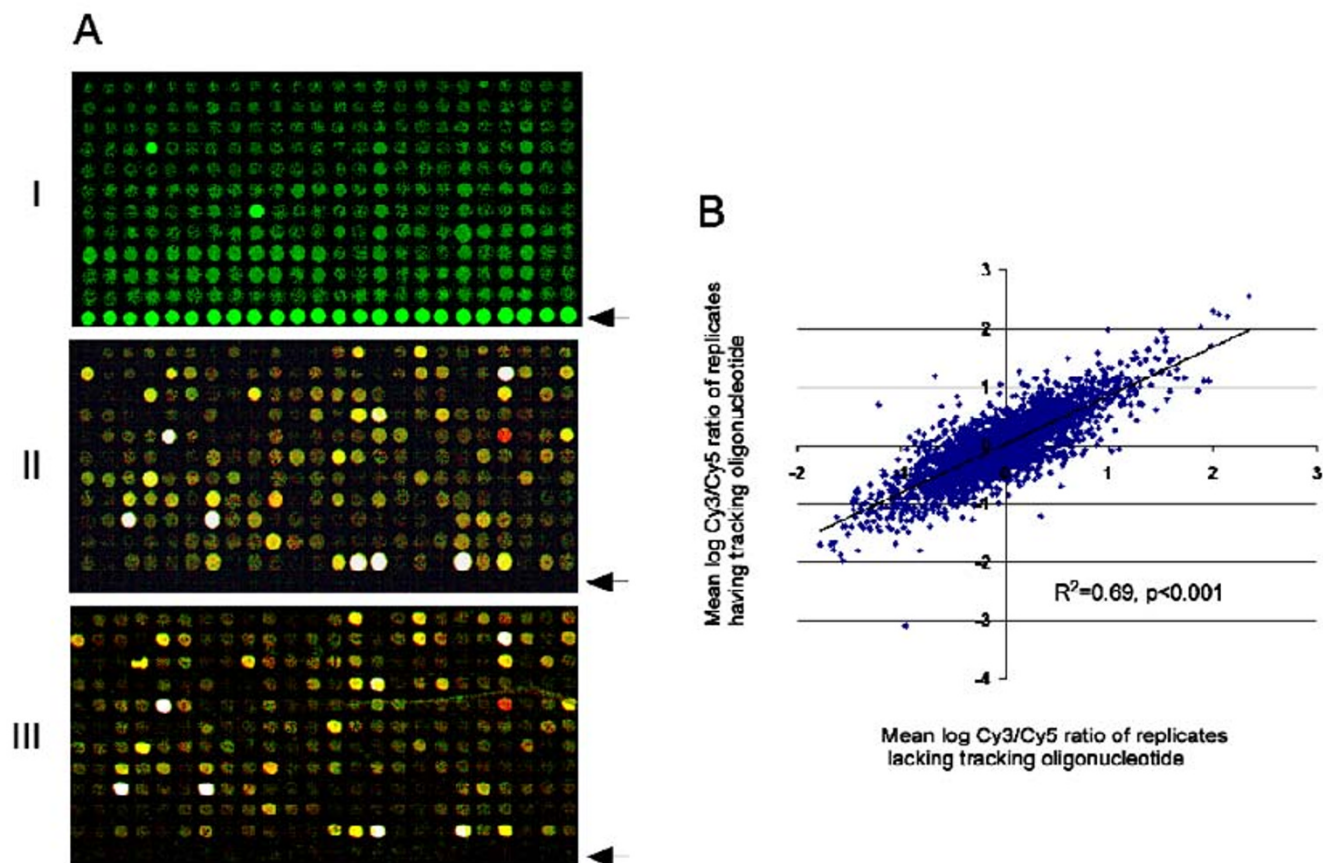 A
I
II
III
B
Mean log Cy3/Cy5 ratio of replicates
having tracking oligonucleotide
3
2
1
0
-1
-2
-3
-4
-2
-1
0
1
2
3
R²=0.69, p<0.001
Mean log Cy3/Cy5 ratio of replicates
lacking tracking oligonucleotide